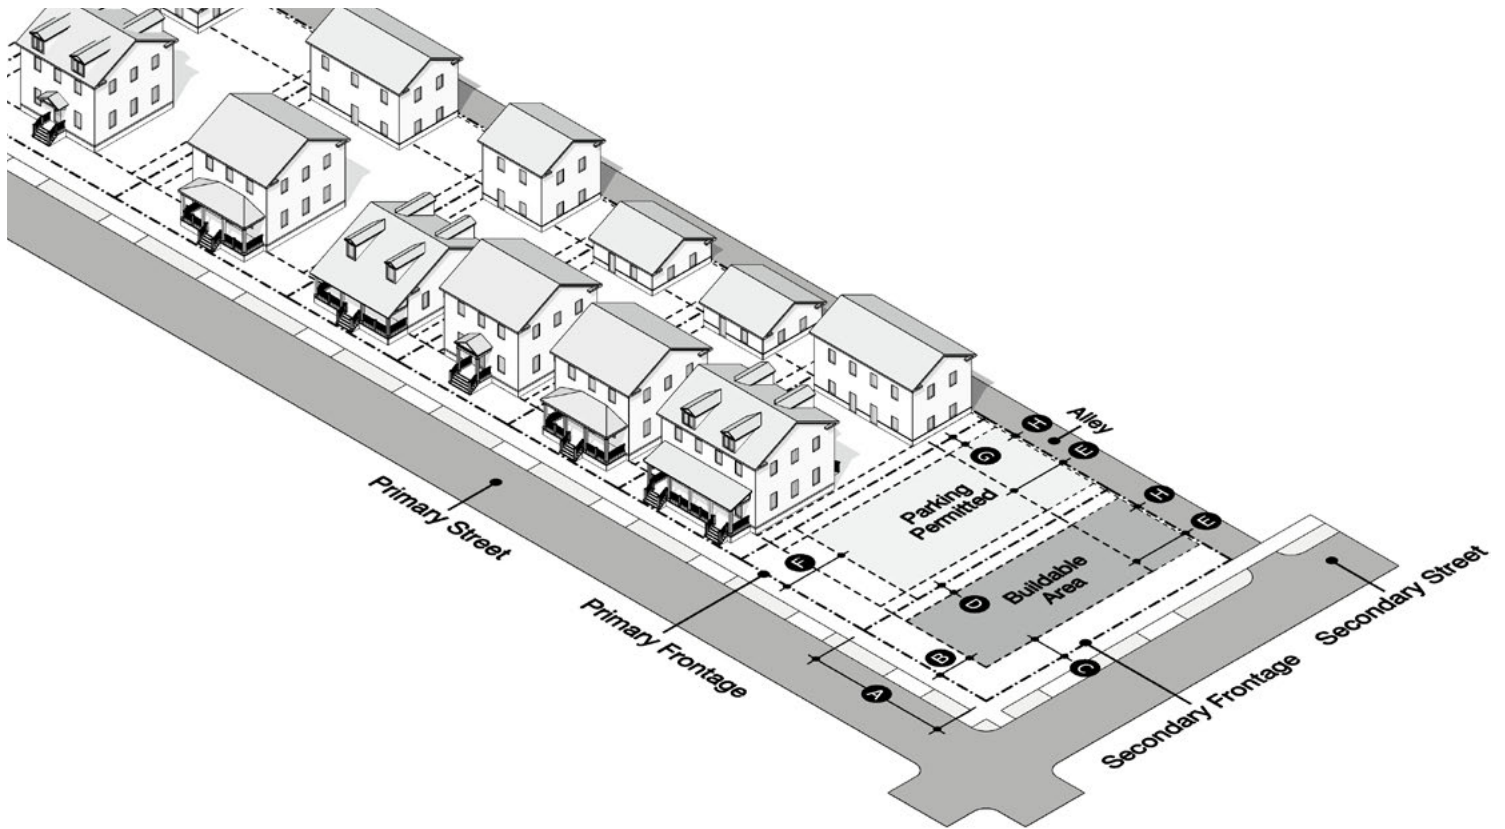 Alley
H
E
G
Parking
Permitted
H
E
Primary Street
F
Buildable
Area
D
Secondary Street
Primary Frontage
B
C
A
Secondary Frontage